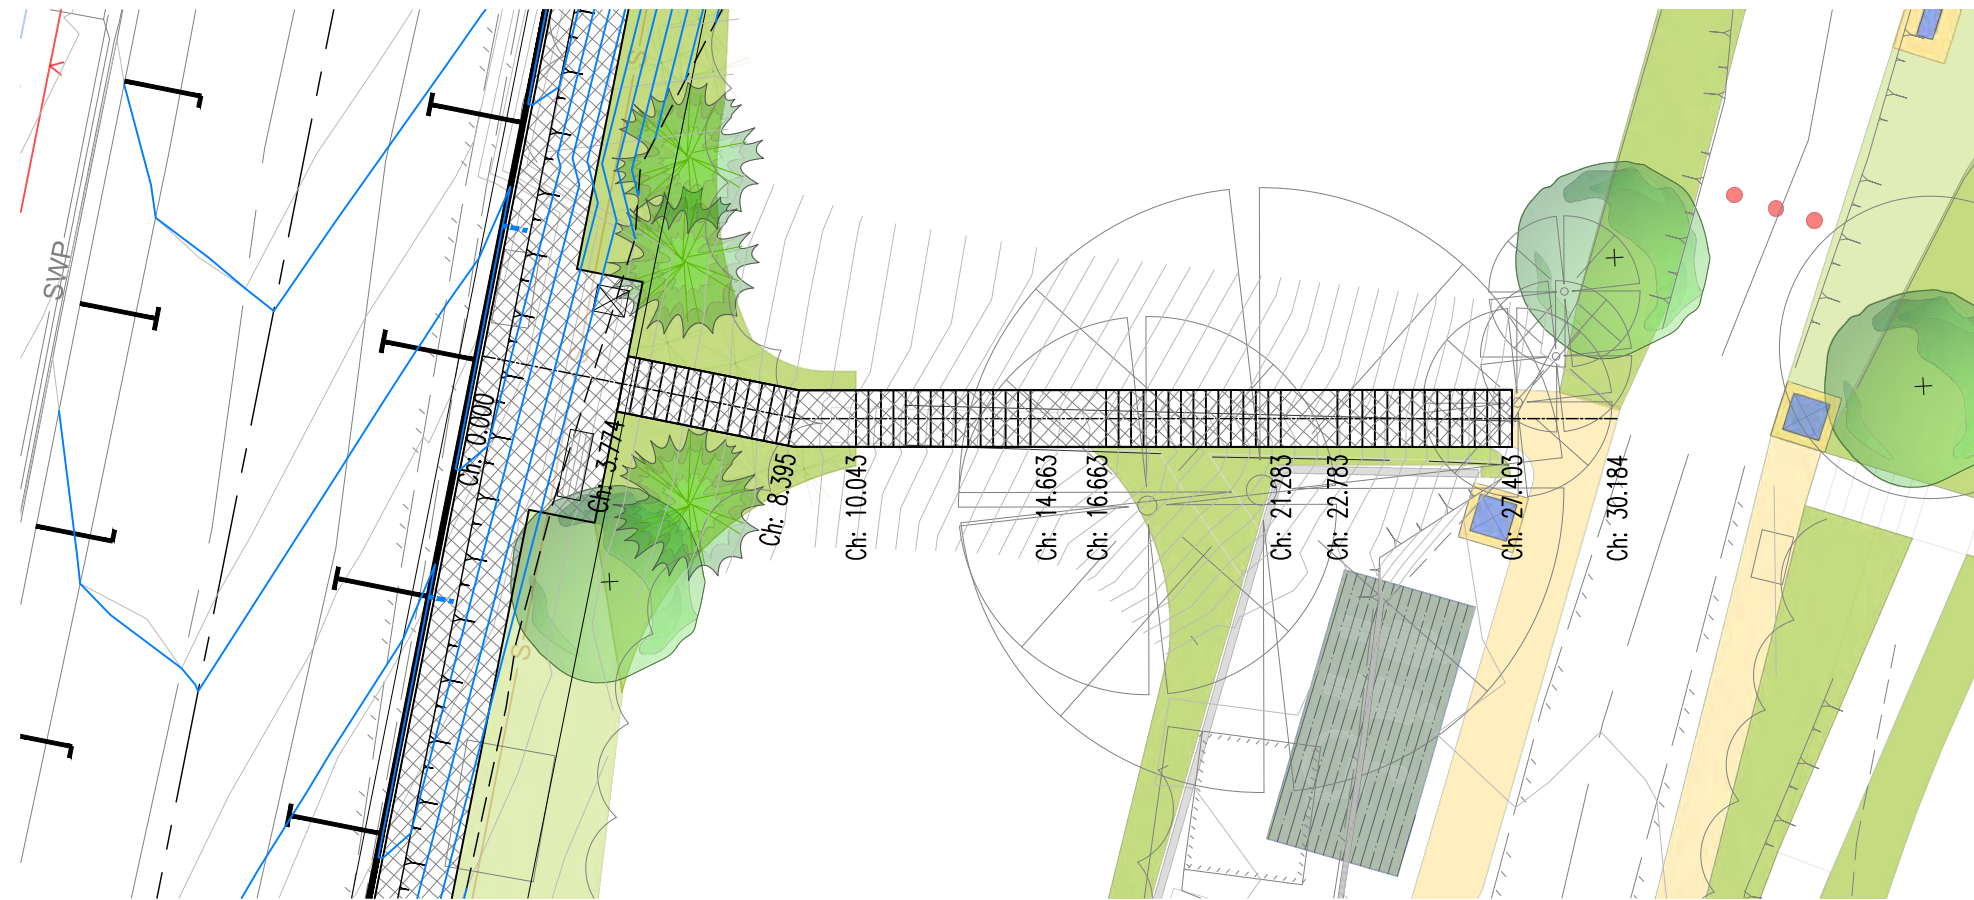 SWP
S
Ch: 0.000
Ch: 3.774
Ch: 8.395
Ch: 10.043
Ch: 14.663
Ch: 16.663
Ch: 21.283
Ch: 22.783
Ch: 27.403
Ch: 30.184
S